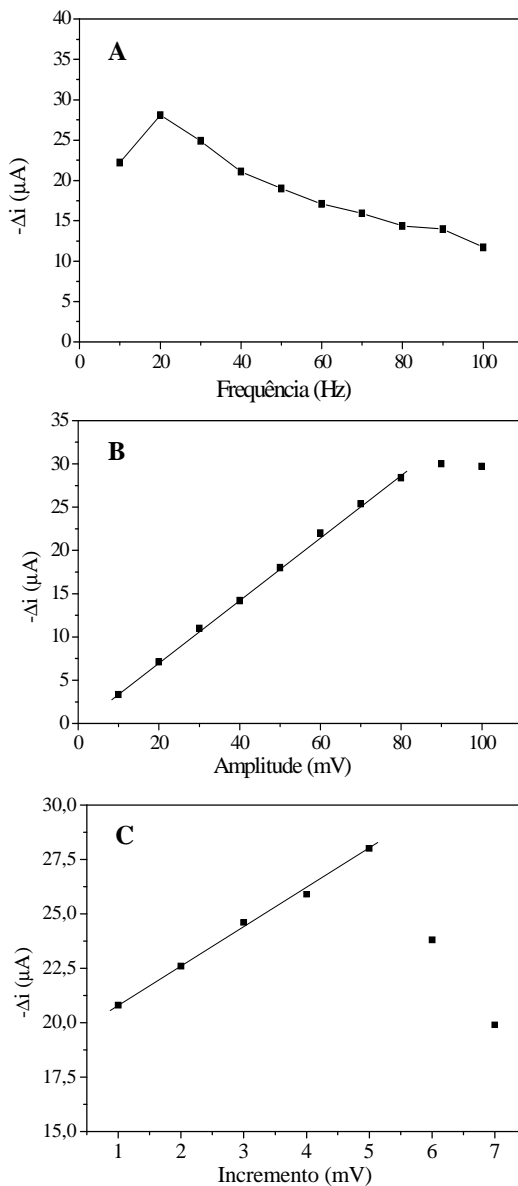 A
40
35
30
25
20
15
10
5
0
-Δi (μA)
0 20 40 60 80 100
Frequência (Hz)
B
35
30
25
20
15
10
5
0
-Δi (μA)
0 20 40 60 80 100
Amplitude (mV)
C
30,0
27,5
25,0
22,5
20,0
17,5
15,0
-Δi (μA)
1 2 3 4 5 6 7
Incremento (mV)